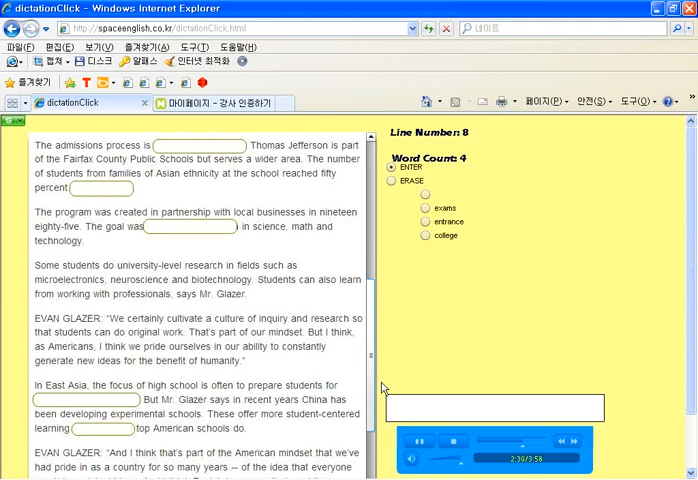 dictationClick - Windows Internet Explorer
http://spaceenglish.co.kr/dictationClick.html
네이트
파일(F) 편집(E) 보기(V) 즐겨찾기(A) 도구(T) 도움말(H)
캡쳐 디스크 알패스 인터넷 최적화
즐겨찾기
dictationClick
마이페이지 - 강사 인증하기
페이지(P) 안전(S) 도구(O)
The admissions process is Thomas Jefferson is part
of the Fairfax County Public Schools but serves a wider area. The number
of students from families of Asian ethnicity at the school reached fifty
percent
The program was created in partnership with local businesses in nineteen
eighty-five. The goal was in science, math and
technology.
Some students do university-level research in fields such as
microelectronics, neuroscience and biotechnology. Students can also learn
from working with professionals, says Mr. Glazer.
EVAN GLAZER: “We certainly cultivate a culture of inquiry and research so
that students can do original work. That's part of our mindset. But I think,
as Americans, I think we pride ourselves in our ability to constantly
generate new ideas for the benefit of humanity.”
In East Asia, the focus of high school is often to prepare students for
But Mr. Glazer says in recent years China has
been developing experimental schools. These offer more student-centered
learning top American schools do.
EVAN GLAZER: “And I think that's part of the American mindset that we've
had pride in as a country for so many years -- of the idea that everyone
Line Number: 8
Word Count: 4
ENTER
ERASE
exams
entrance
college
2:39/3:58